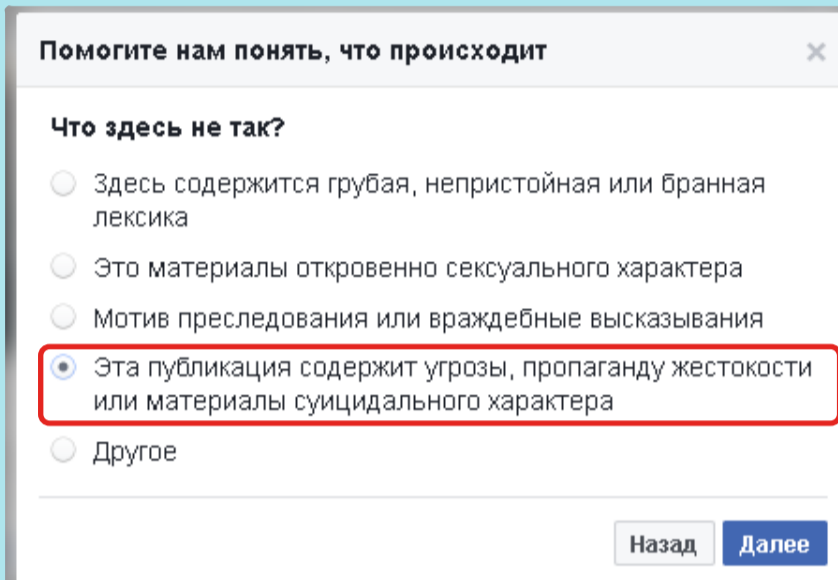 Помогите нам понять, что происходит
Что здесь не так?
Здесь содержится грубая, непристойная или бранная
лексика
Это материалы откровенно сексуального характера
Мотив преследования или враждебные высказывания
Эта публикация содержит угрозы, пропаганду жестокости
или материалы суицидального характера
Другое
Назад Далее